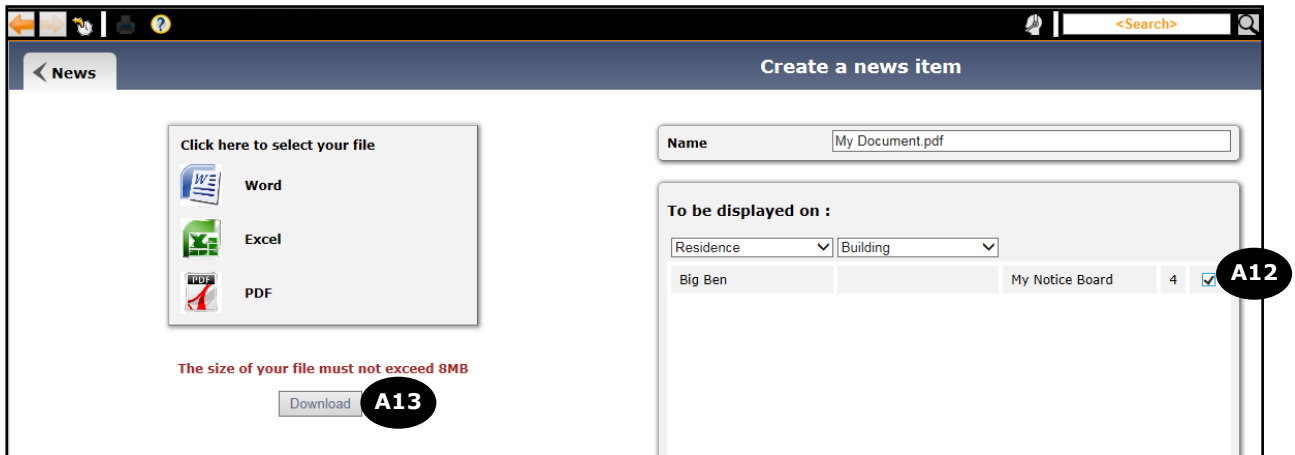 <Search>
News
Create a news item
Click here to select your file
Word
Excel
PDF
The size of your file must not exceed 8MB
Download A13
Name My Document.pdf
To be displayed on :
Residence Building
Big Ben My Notice Board 4 A12